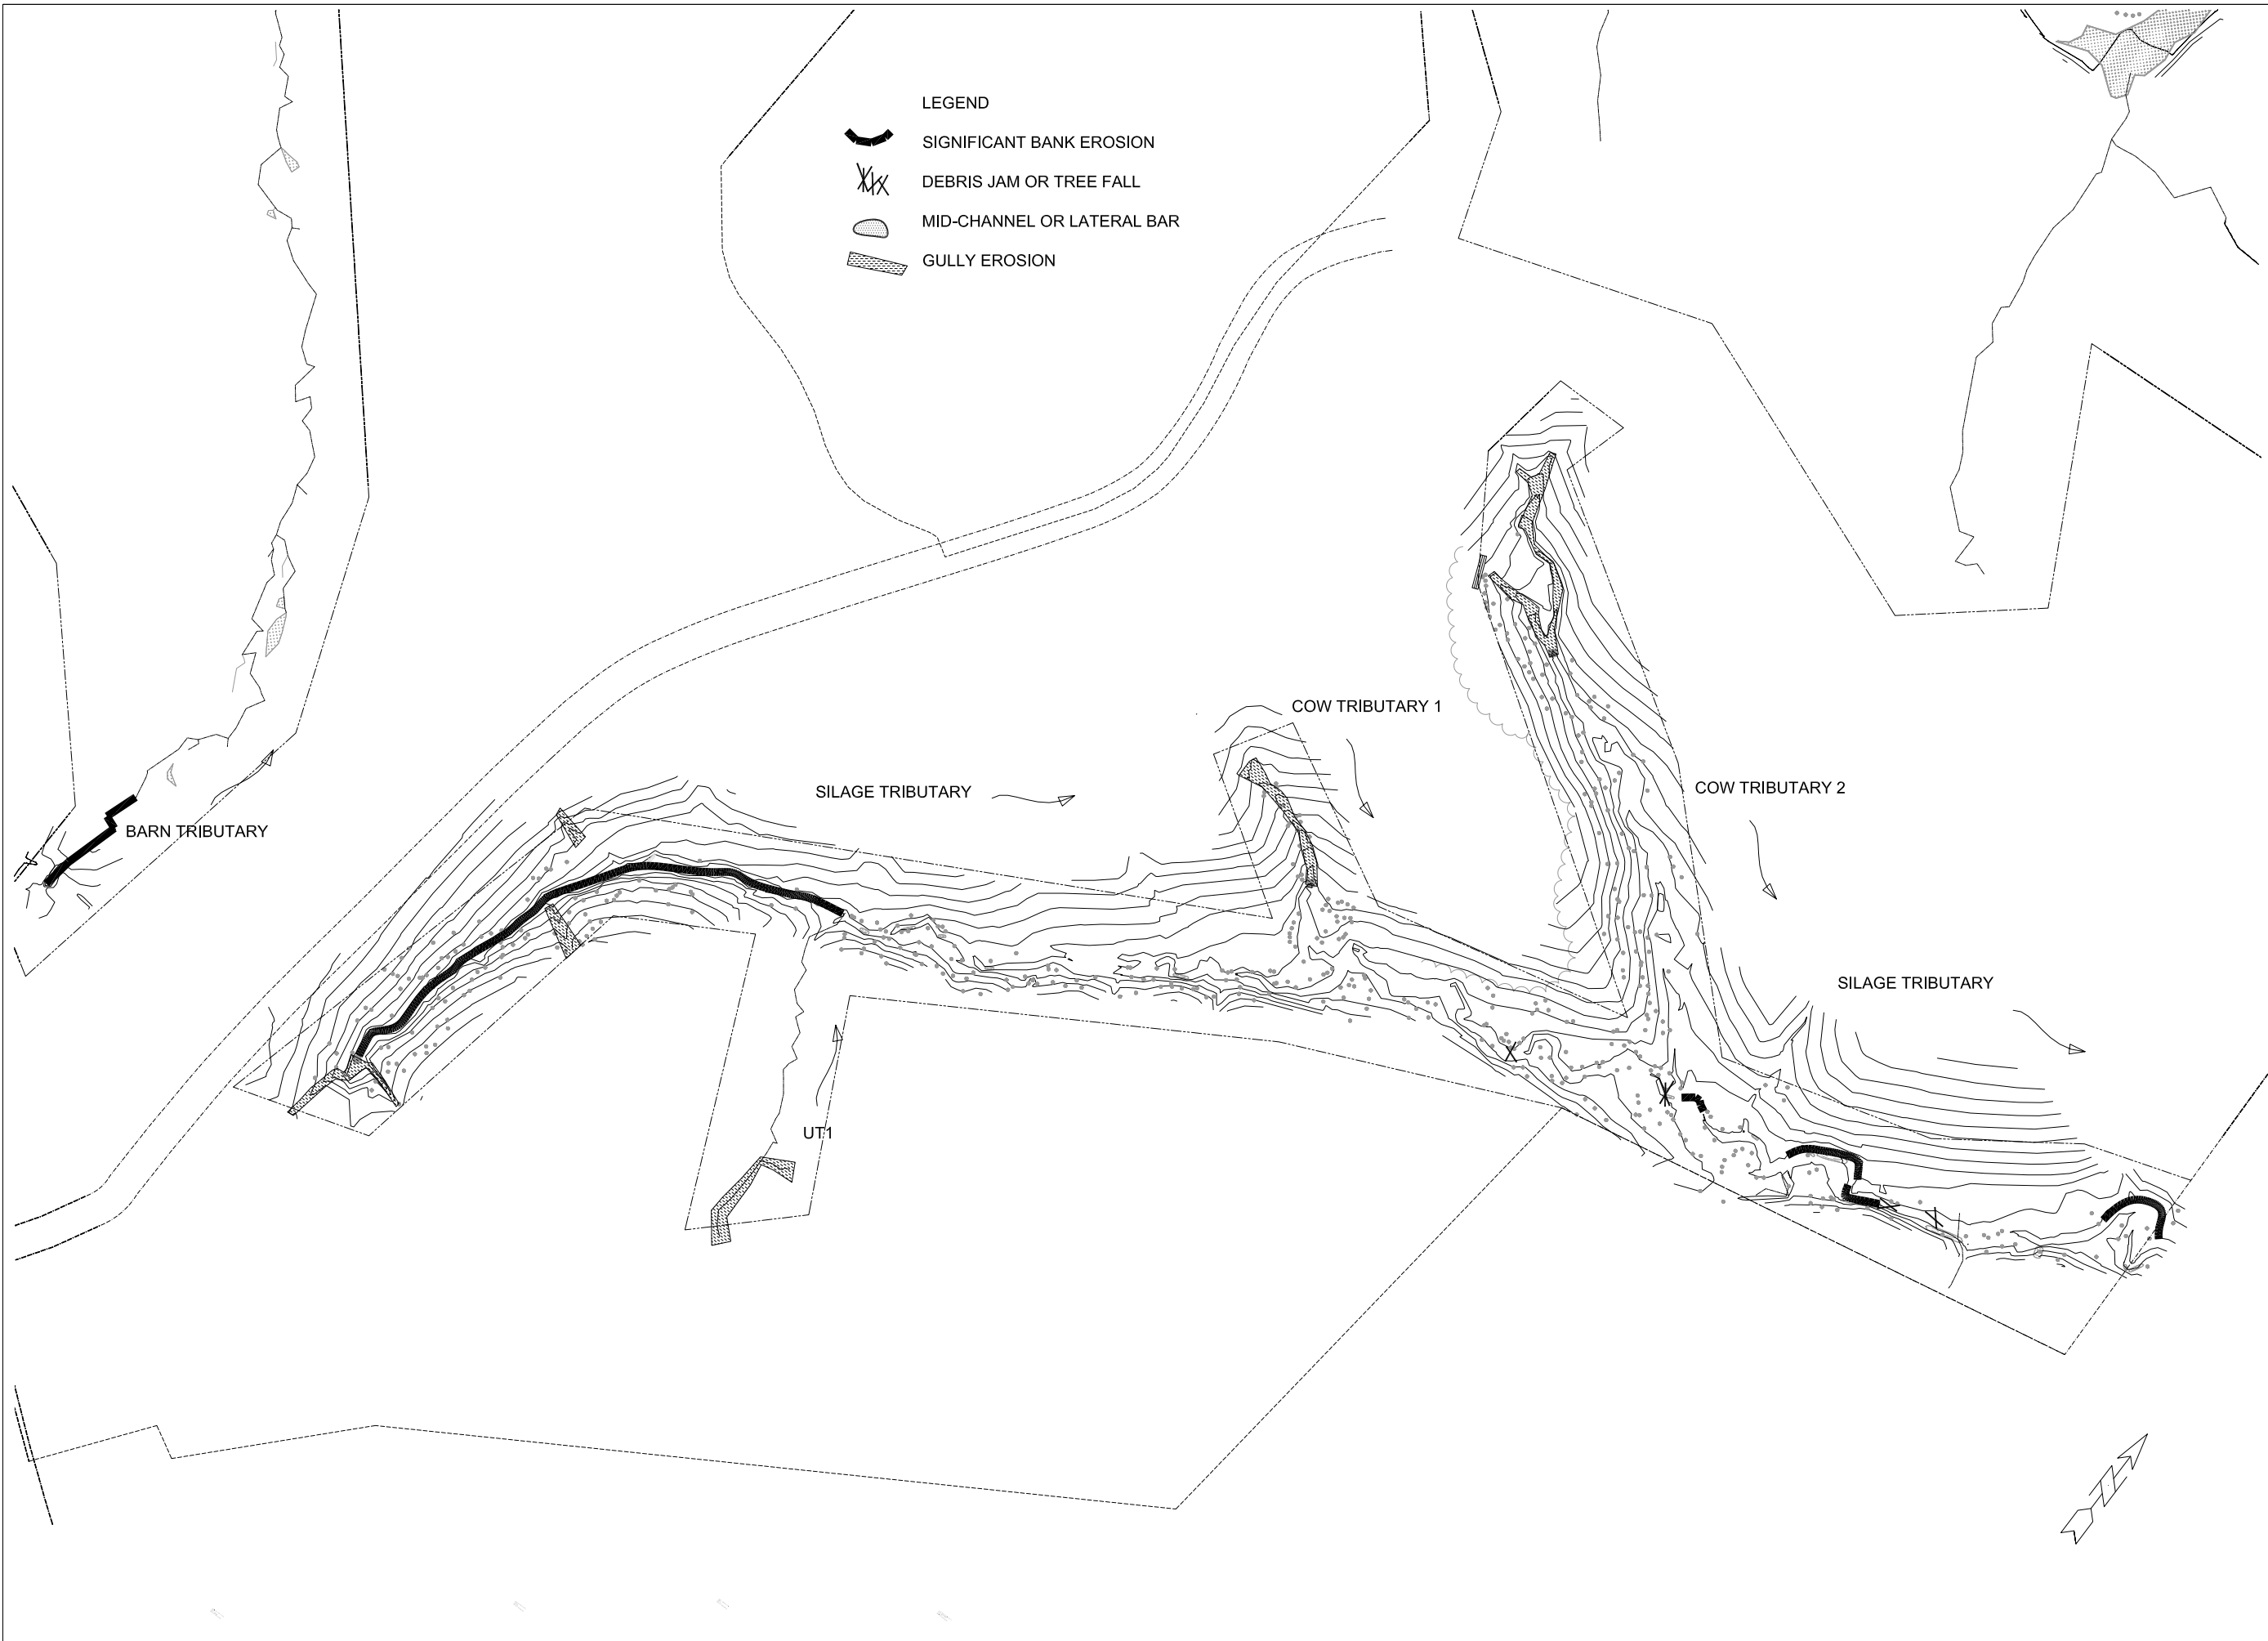 LEGEND
SIGNIFICANT BANK EROSION
DEBRIS JAM OR TREE FALL
MID-CHANNEL OR LATERAL BAR
GULLY EROSION
COW TRIBUTARY 1
SILAGE TRIBUTARY
COW TRIBUTARY 2
BARN TRIBUTARY
SILAGE TRIBUTARY
UT1